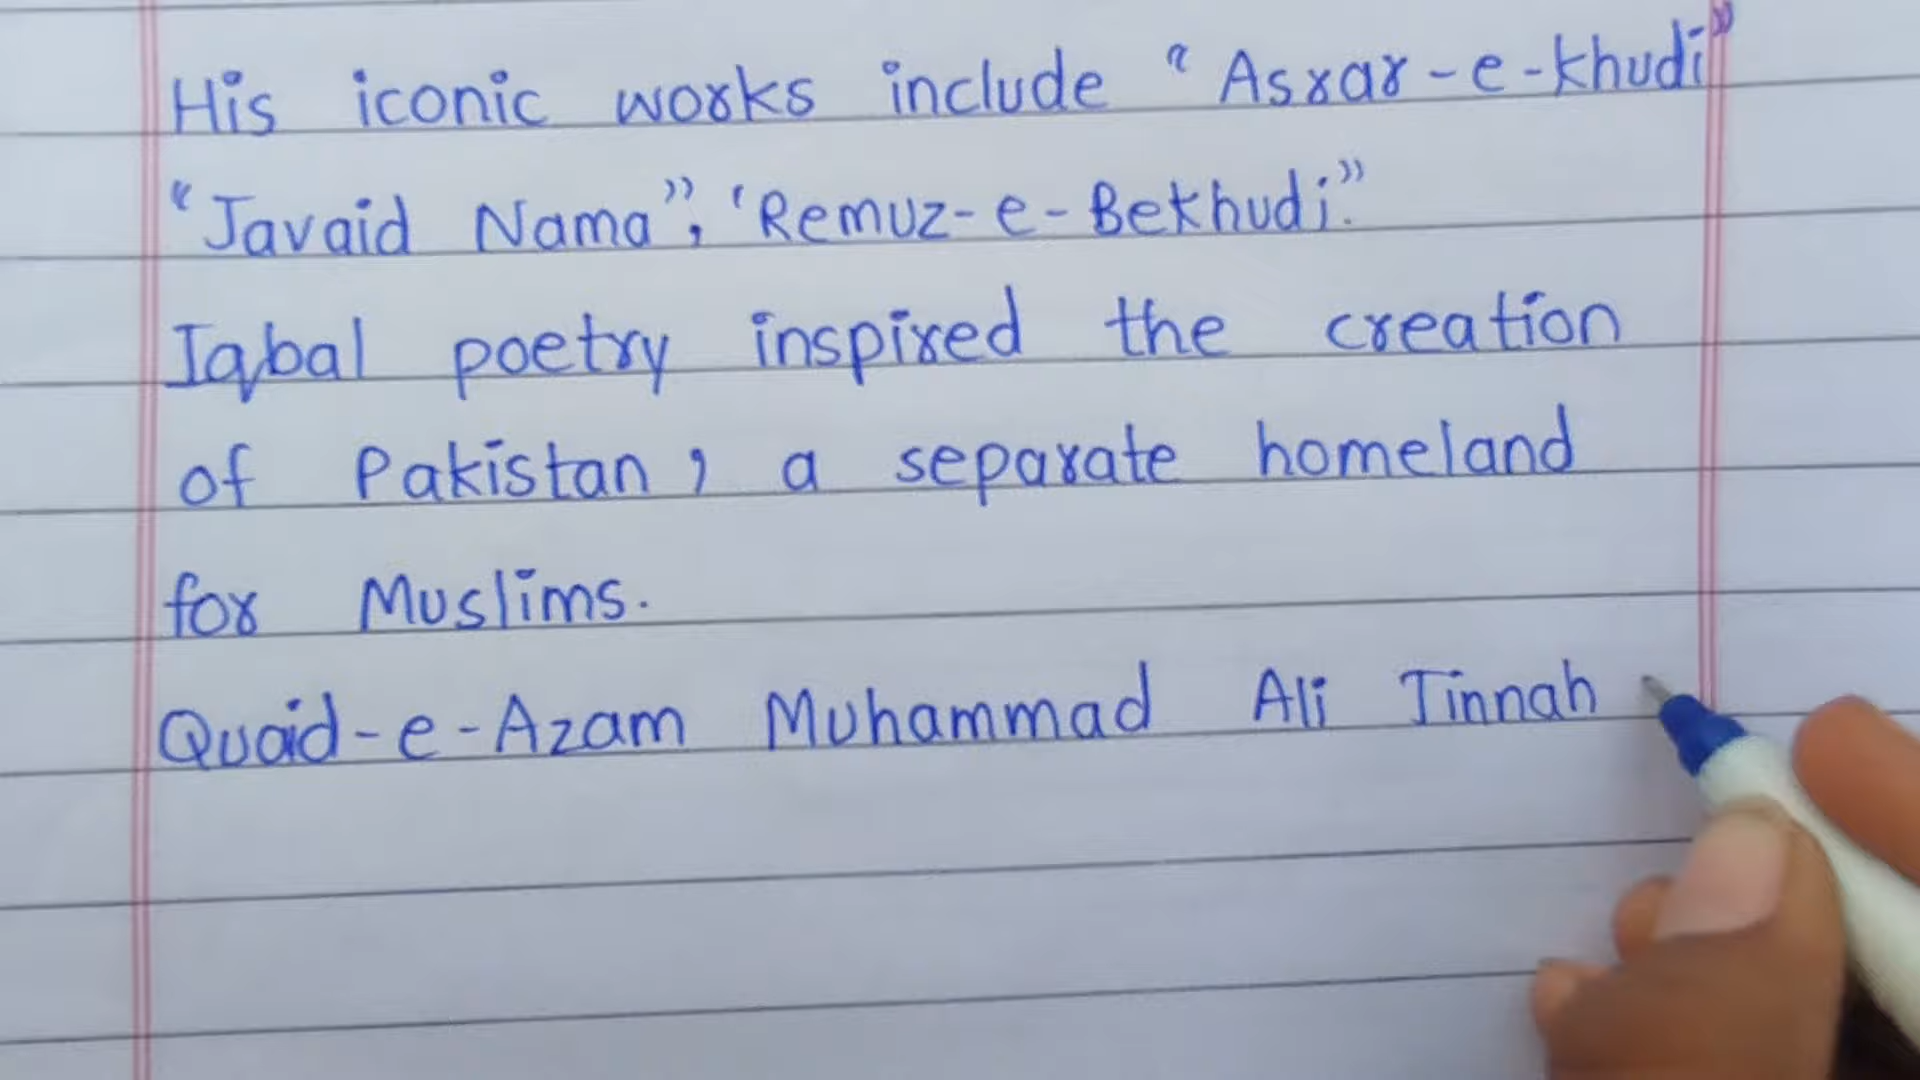 His iconic works include "Asrar-e-khudi"
"Javaid Nama", 'Remuz-e-Bekhudi."
Iqbal poetry inspired the creation
of Pakistan, a separate homeland
for Muslims.
Quaid-e-Azam Muhammad Ali Jinnah